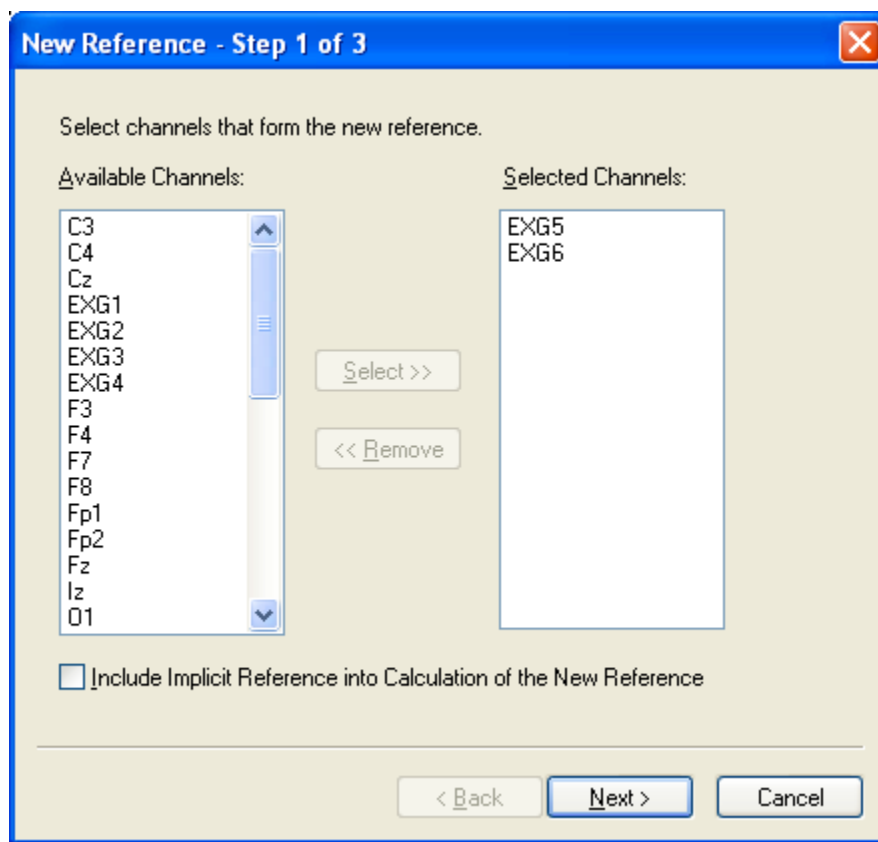 New Reference - Step 1 of 3
Select channels that form the new reference.
Available Channels:
Selected Channels:
C3
C4
Cz
EXG1
EXG2
EXG3
EXG4
F3
F4
F7
F8
Fp1
Fp2
Fz
Iz
O1
Select >>
<< Remove
EXG5
EXG6
Include Implicit Reference into Calculation of the New Reference
< Back
Next >
Cancel